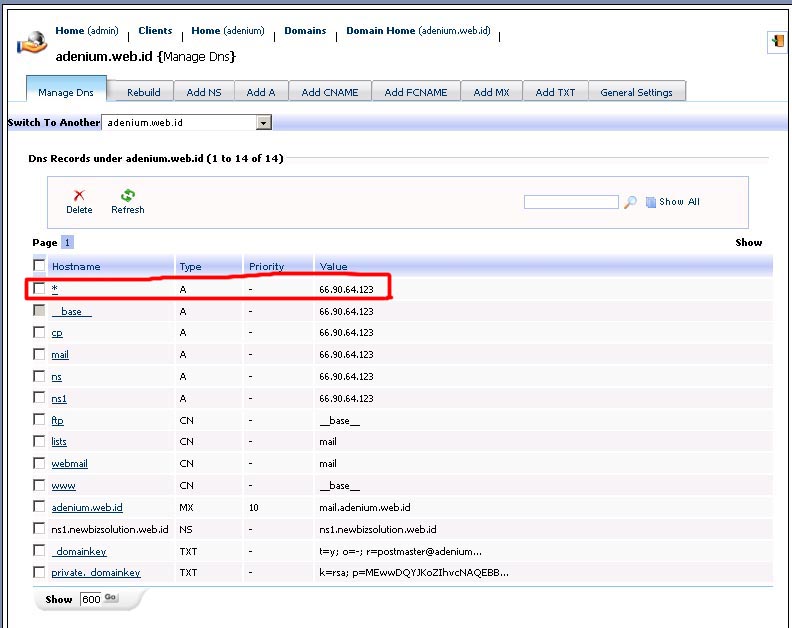 Home (admin) | Clients | Home (adenium) | Domains | Domain Home (adenium.web.id) |
adenium.web.id {Manage Dns}
Manage Dns Rebuild Add NS Add A Add CNAME Add FCNAME Add MX Add TXT General Settings
Switch To Another adenium.web.id
Dns Records under adenium.web.id (1 to 14 of 14)
Delete Refresh Show All
Page 1 Show
Hostname Type Priority Value
* A - 66.90.64.123
__base__ A - 66.90.64.123
cp A - 66.90.64.123
mail A - 66.90.64.123
ns A - 66.90.64.123
ns1 A - 66.90.64.123
ftp CN - __base__
lists CN - mail
webmail CN - mail
www CN - __base__
adenium.web.id MX 10 mail.adenium.web.id
ns1.newbizsolution.web.id NS - ns1.newbizsolution.web.id
_domainkey TXT - t=y; o=-; r=postmaster@adenium...
private._domainkey TXT - k=rsa; p=MEwwDQYJKoZIhvcNAQEBB...
Show 600 Go